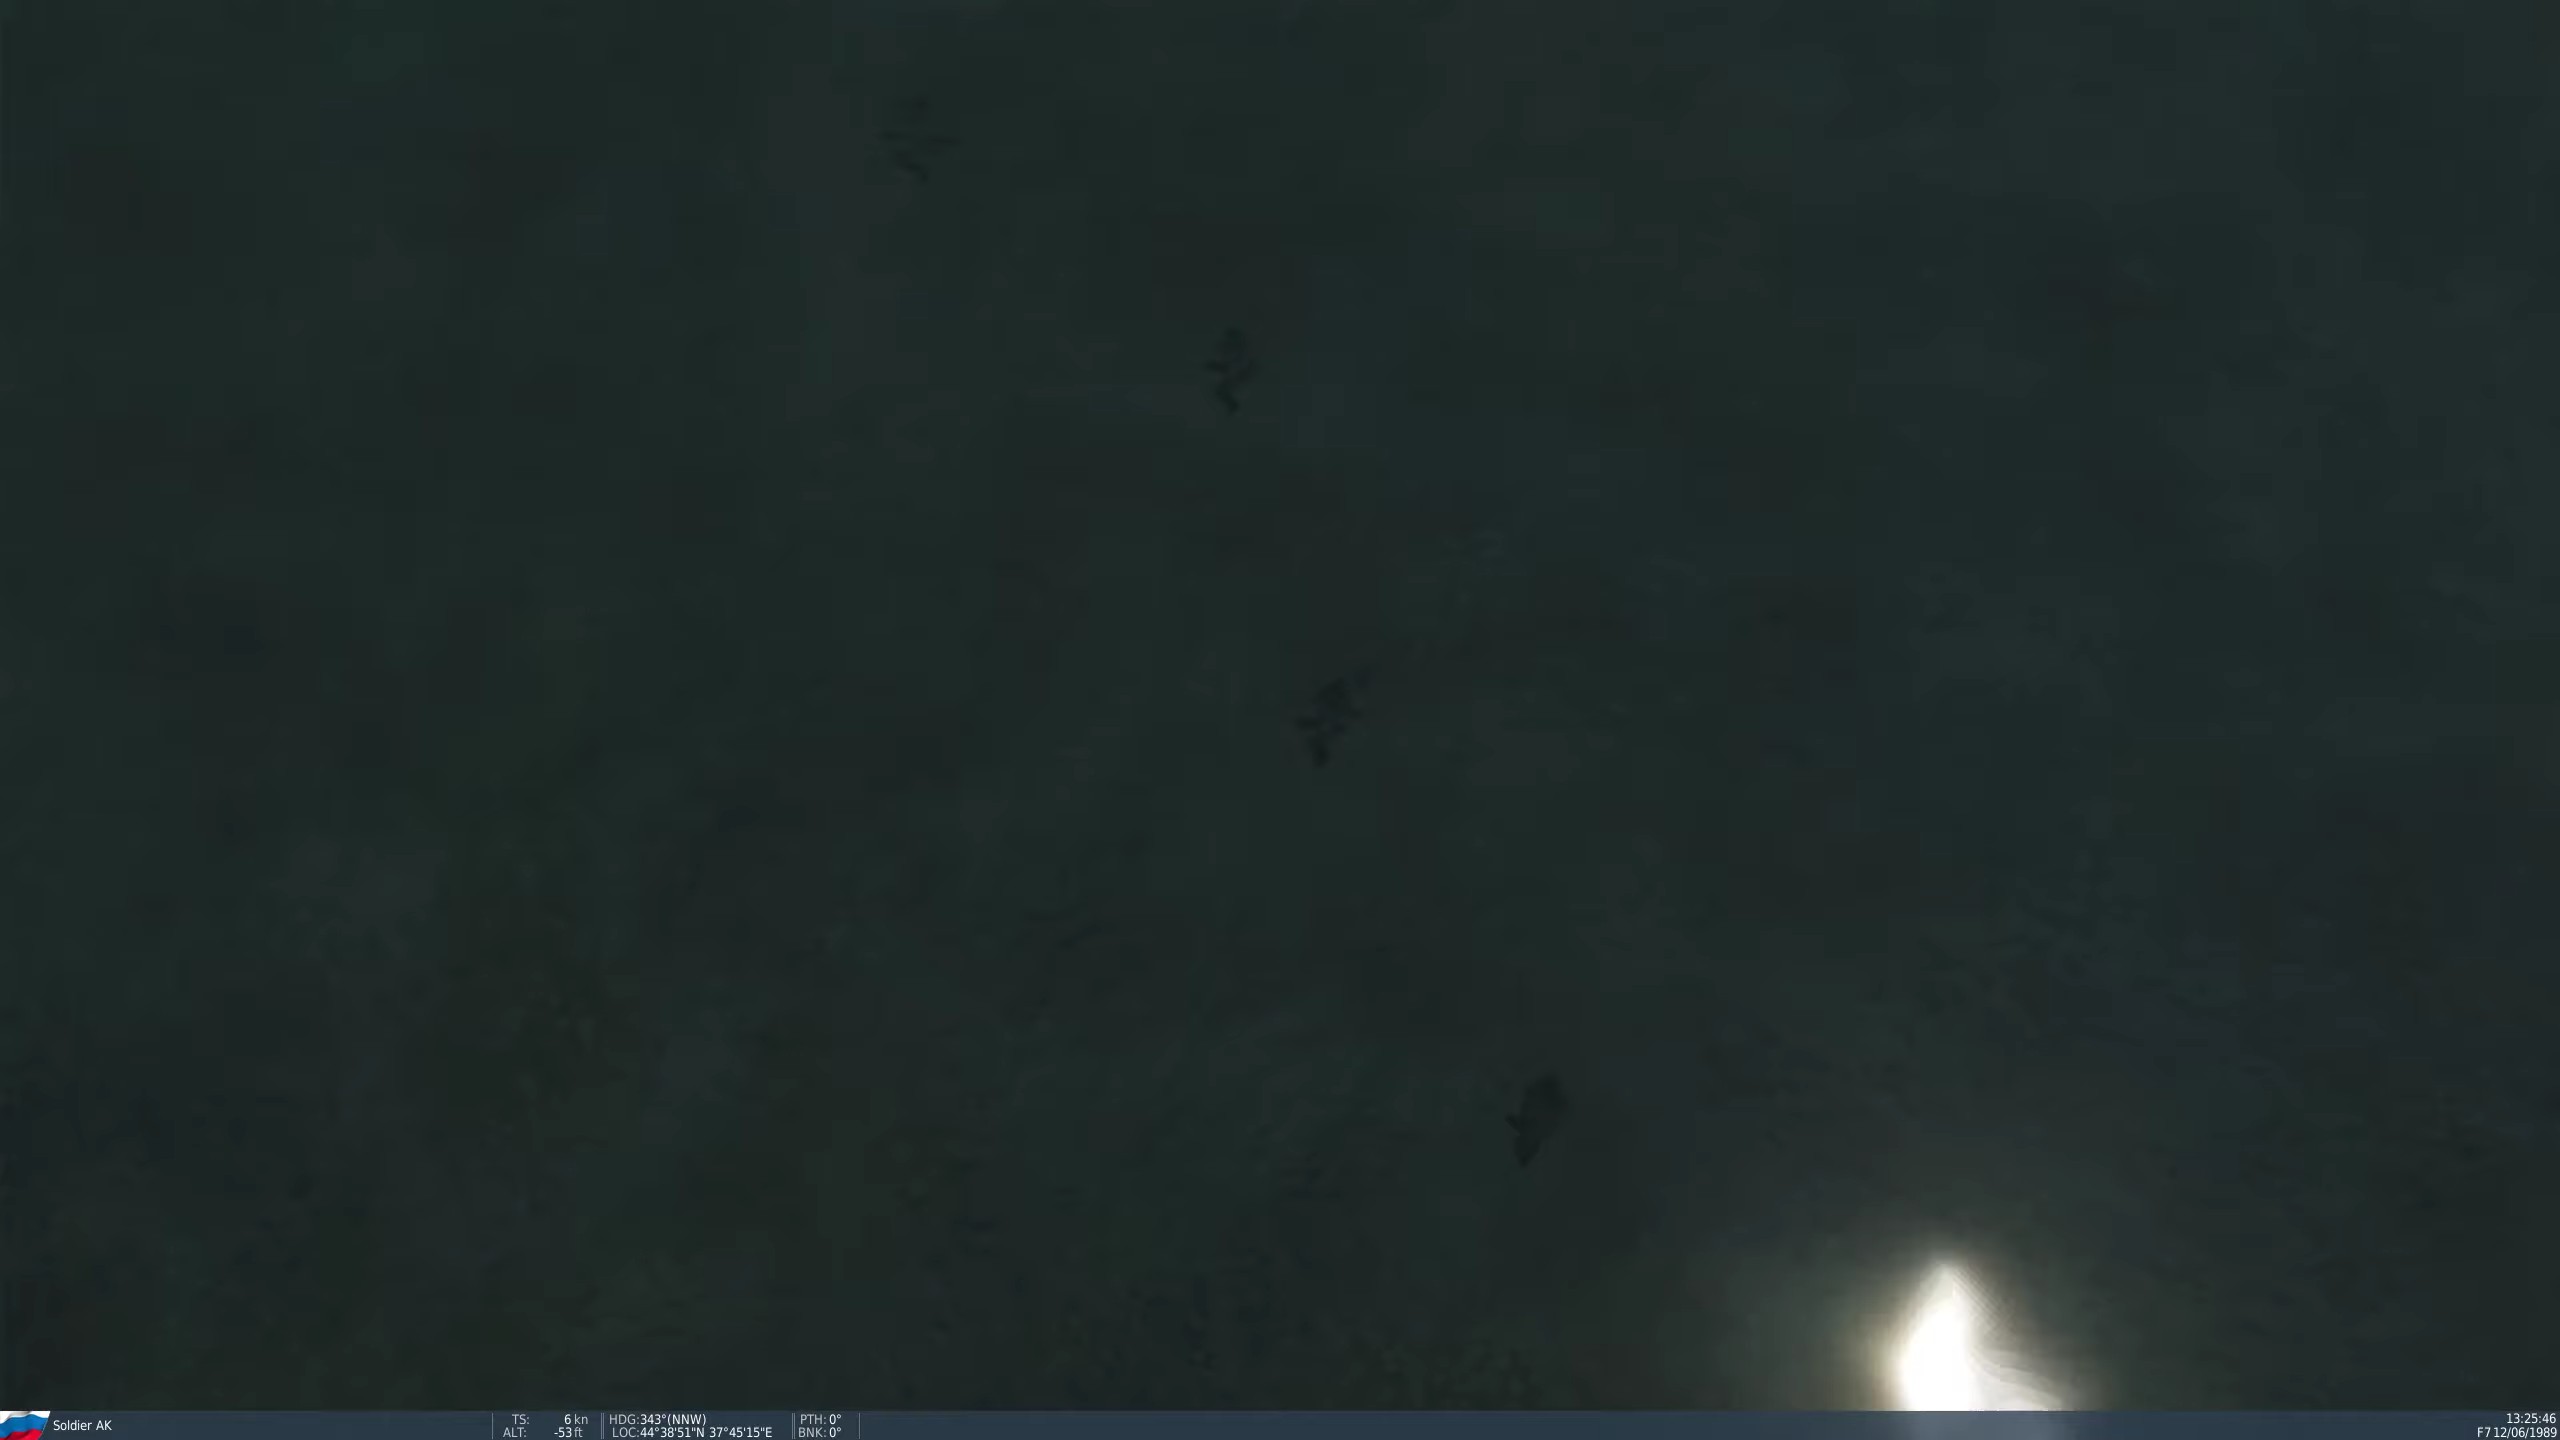 Soldier AK
TS: 6 kn
ALT: -53 ft
HDG:343°(NNW)
LOC:44°38'51"N 37°45'15"E
PTH: 0°
BNK: 0°
13:25:46
F7 12/06/1989